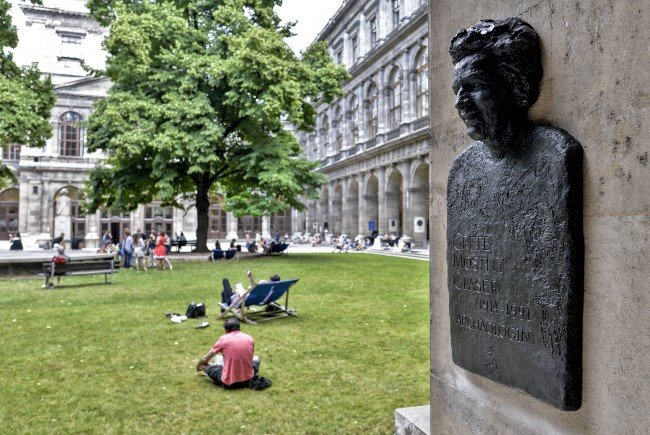 GRETE
MOSTNY
GLASER
1914-1991
ARCHÄOLOGIN